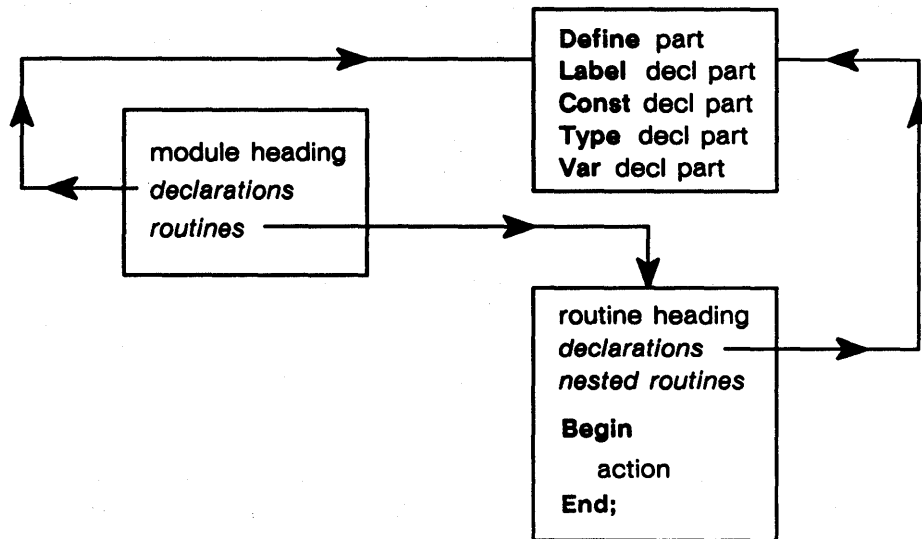 Define part
Label decl part
Const decl part
Type decl part
Var decl part
module heading
declarations
routines
routine heading
declarations
nested routines
Begin
action
End;